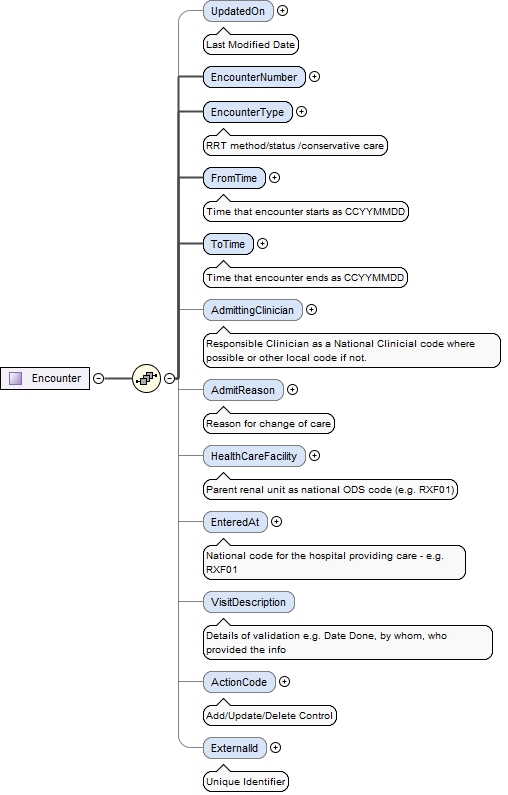 UpdatedOn
Last Modified Date
EncounterNumber
EncounterType
RRT method/status /conservative care
FromTime
Time that encounter starts as CCYYMMDD
ToTime
Time that encounter ends as CCYYMMDD
AdmittingClinician
Responsible Clinician as a National Clinicial code where
possible or other local code if not.
Encounter
AdmitReason
Reason for change of care
HealthCareFacility
Parent renal unit as national ODS code (e.g. RXF01)
EnteredAt
National code for the hospital providing care - e.g.
RXF01
VisitDescription
Details of validation e.g. Date Done, by whom, who
provided the info
ActionCode
Add/Update/Delete Control
ExternalId
Unique Identifier